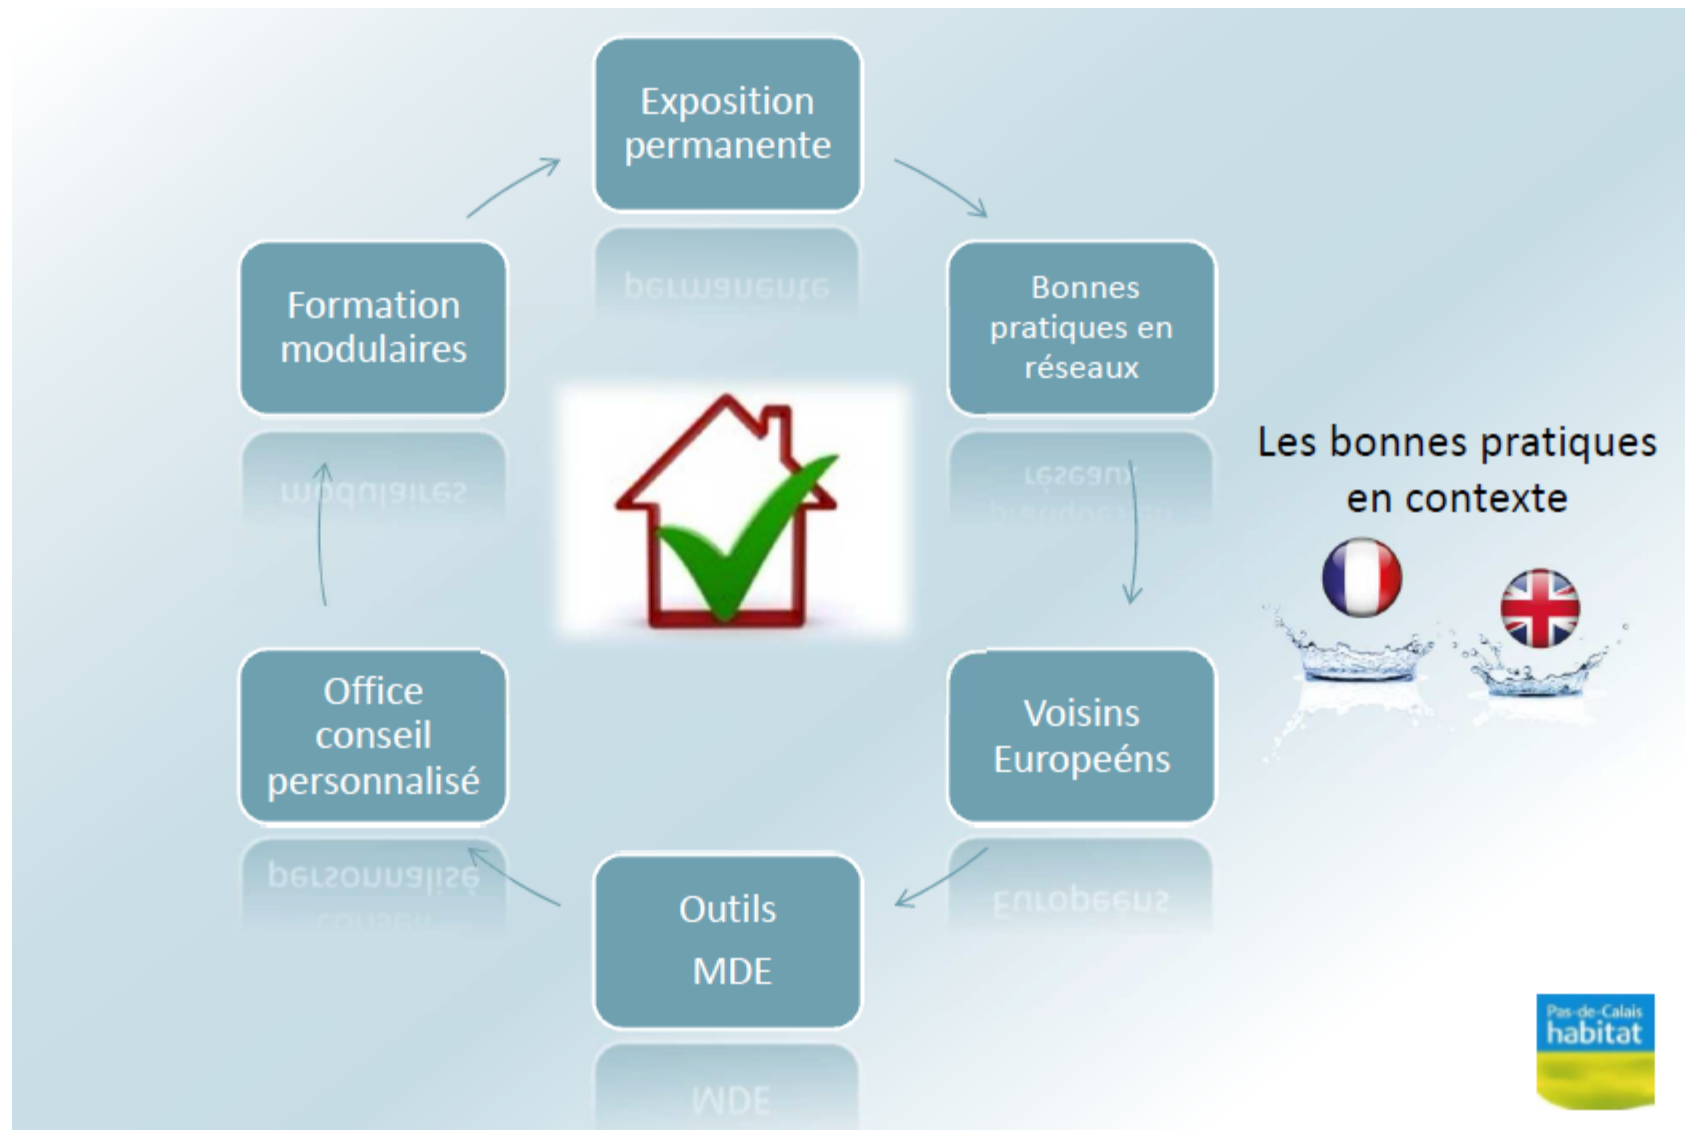 Exposition
permanente
Bonnes
pratiques en
réseaux
Voisins
Europeéns
Outils
MDE
Office
conseil
personnalisé
Formation
modulaires
Les bonnes pratiques
en contexte
Pas-de-Calais
habitat